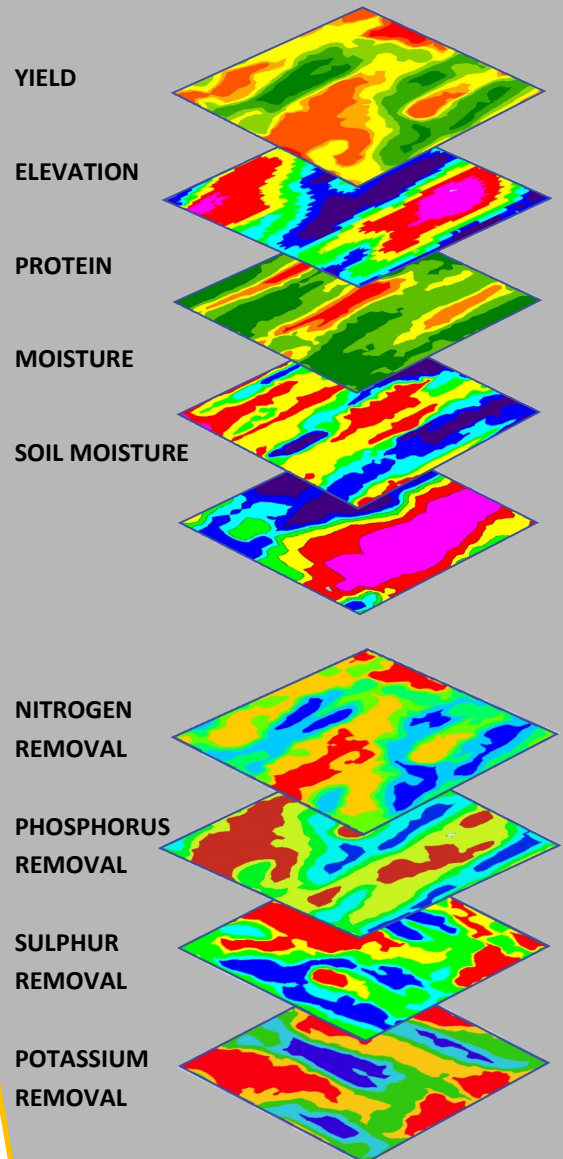 YIELD
ELEVATION
PROTEIN
MOISTURE
SOIL MOISTURE
NITROGEN
REMOVAL
PHOSPHORUS
REMOVAL
SULPHUR
REMOVAL
POTASSIUM
REMOVAL